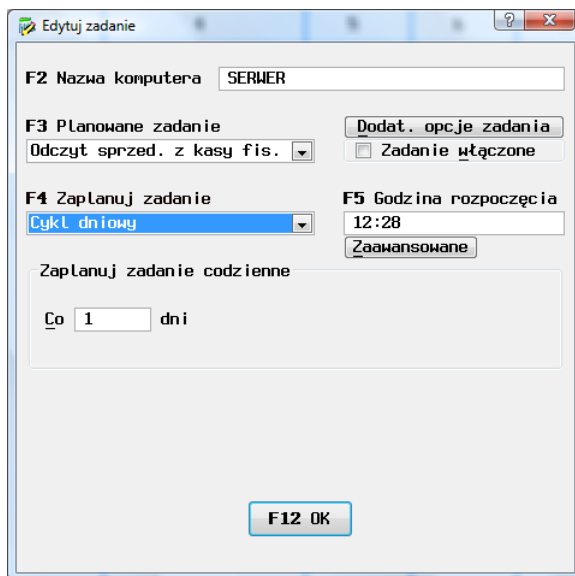 Edytuj zadanie
?
F2 Nazwa komputera SERWER
F3 Planowane zadanie
Dodat. opcje zadania
Odczyt sprzed. z kasy fis.
Zadanie włączone
F4 Zaplanuj zadanie F5 Godzina rozpoczęcia
Cykl dniowy 12:28
Zaawansowane
Zaplanuj zadanie codzienne
Co 1 dni
F12 OK